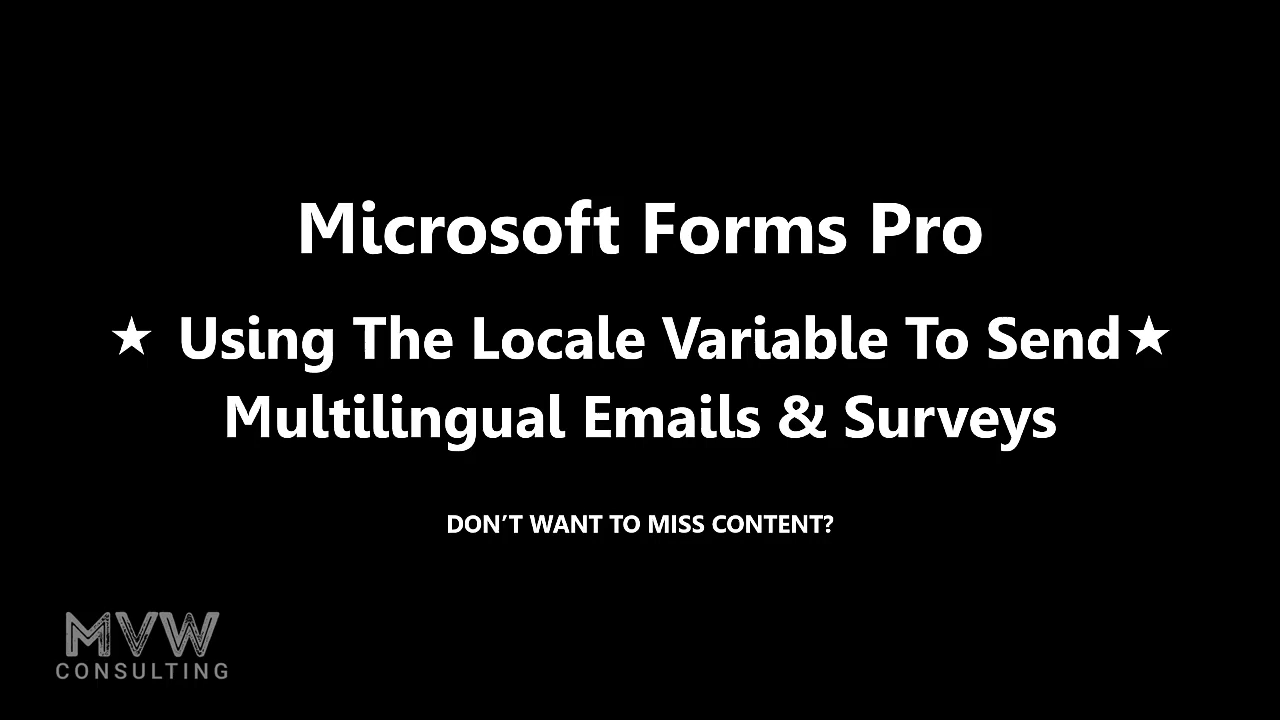 Microsoft Forms Pro
★ Using The Locale Variable To Send★
Multilingual Emails & Surveys
DON’T WANT TO MISS CONTENT?
MVW
CONSULTING